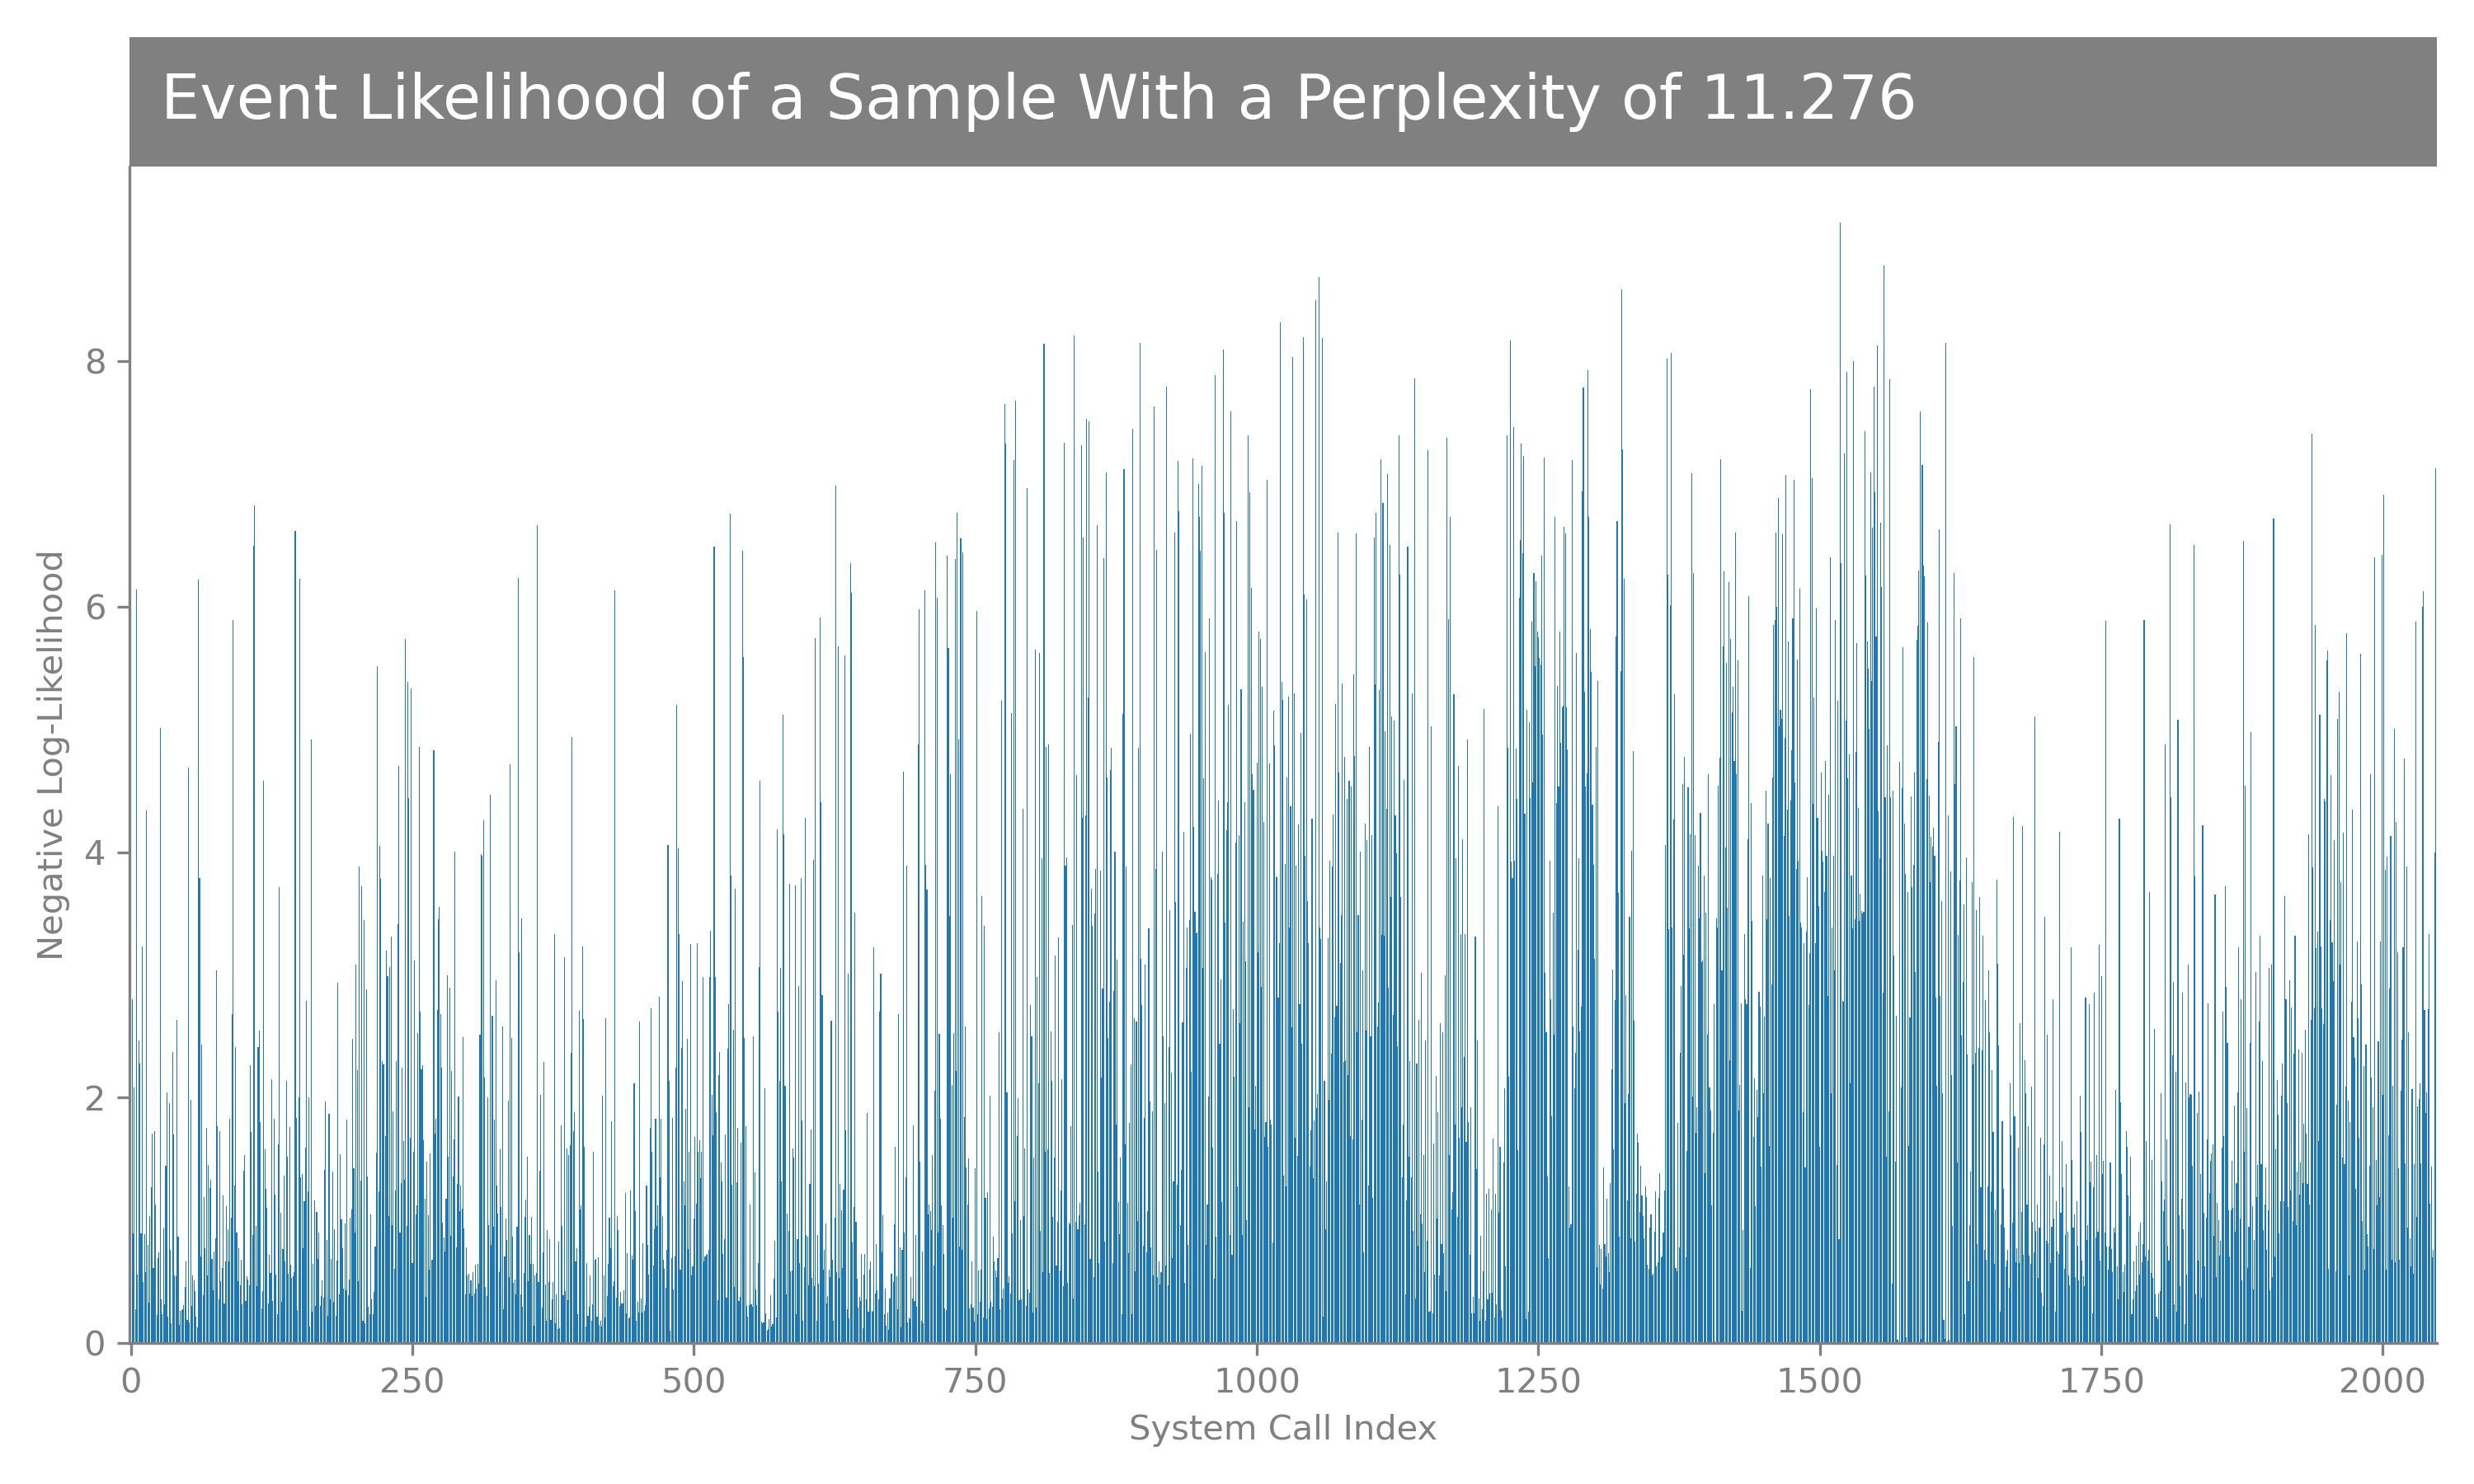 Event Likelihood of a Sample With a Perplexity of 11.276
Negative Log-Likelihood
8
6
4
2
0
0 250 500 750 1000 1250 1500 1750 2000
System Call Index